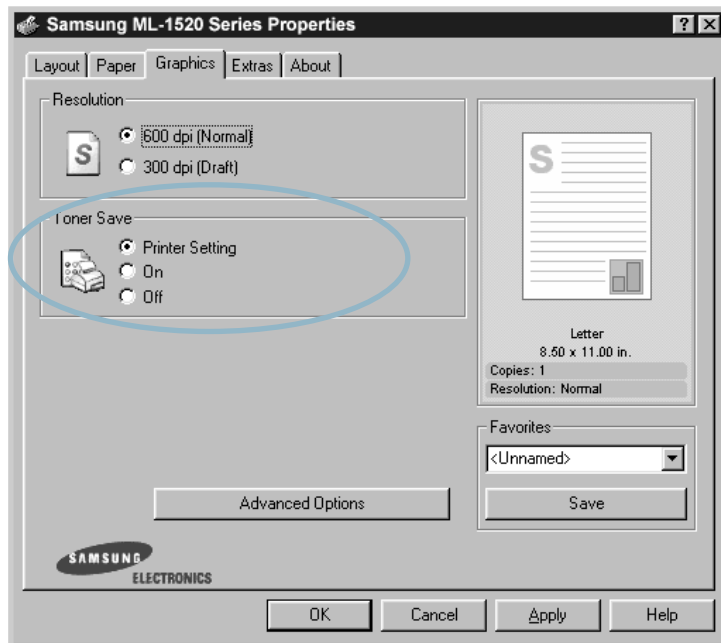 Samsung ML-1520 Series Properties
Layout Paper Graphics Extras About
Resolution
S
600 dpi (Normal)
300 dpi (Draft)
Toner Save
Printer Setting
On
Off
S
Letter
8.50 x 11.00 in.
Copies: 1
Resolution: Normal
Favorites
<Unnamed>
Advanced Options
Save
SAMSUNG
ELECTRONICS
OK Cancel Apply Help